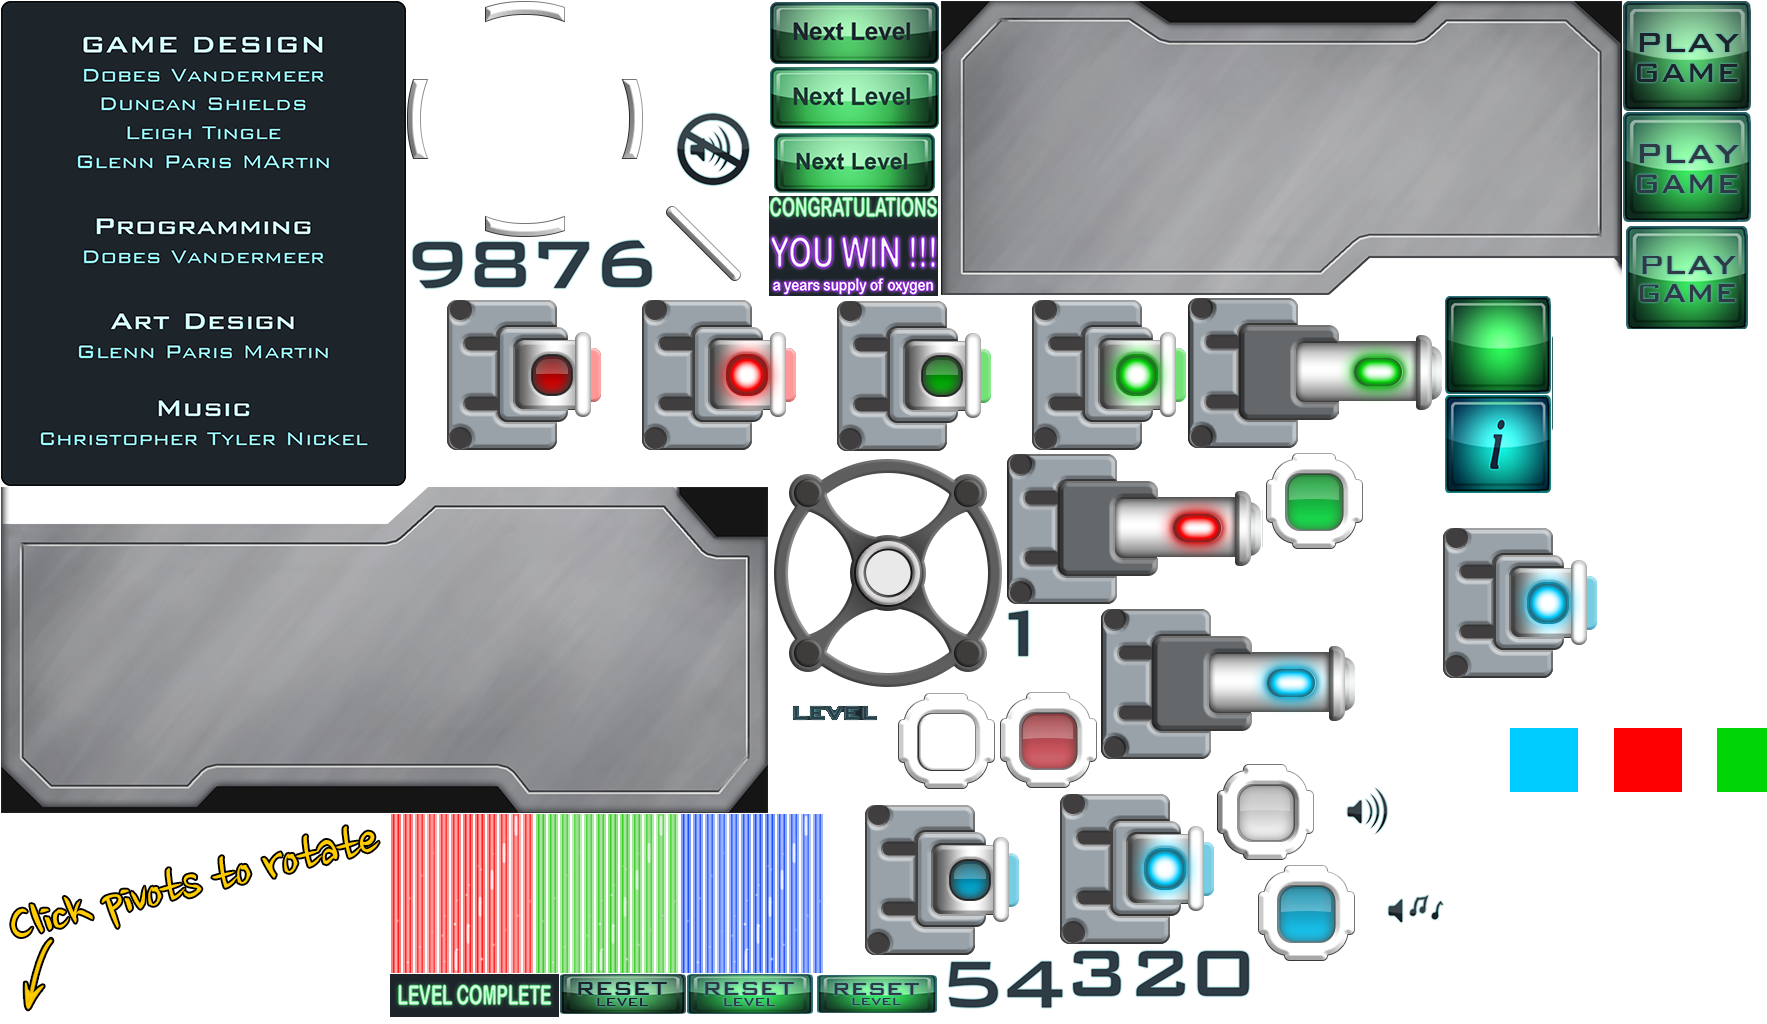 GAME DESIGN
DOBES VANDERMEER
DUNCAN SHIELDS
LEIGH TINGLE
GLENN PARIS MARTIN
PROGRAMMING
DOBES VANDERMEER
ART DESIGN
GLENN PARIS MARTIN
MUSIC
CHRISTOPHER TYLER NICKEL
9876
Next Level
Next Level
Next Level
CONGRATULATIONS
YOU WIN !!!
a years supply of oxygen
PLAY
GAME
PLAY
GAME
PLAY
GAME
i
1
LEVEL
Click pivots to rotate
LEVEL COMPLETE
RESET
LEVEL
RESET
LEVEL
RESET
LEVEL
54320